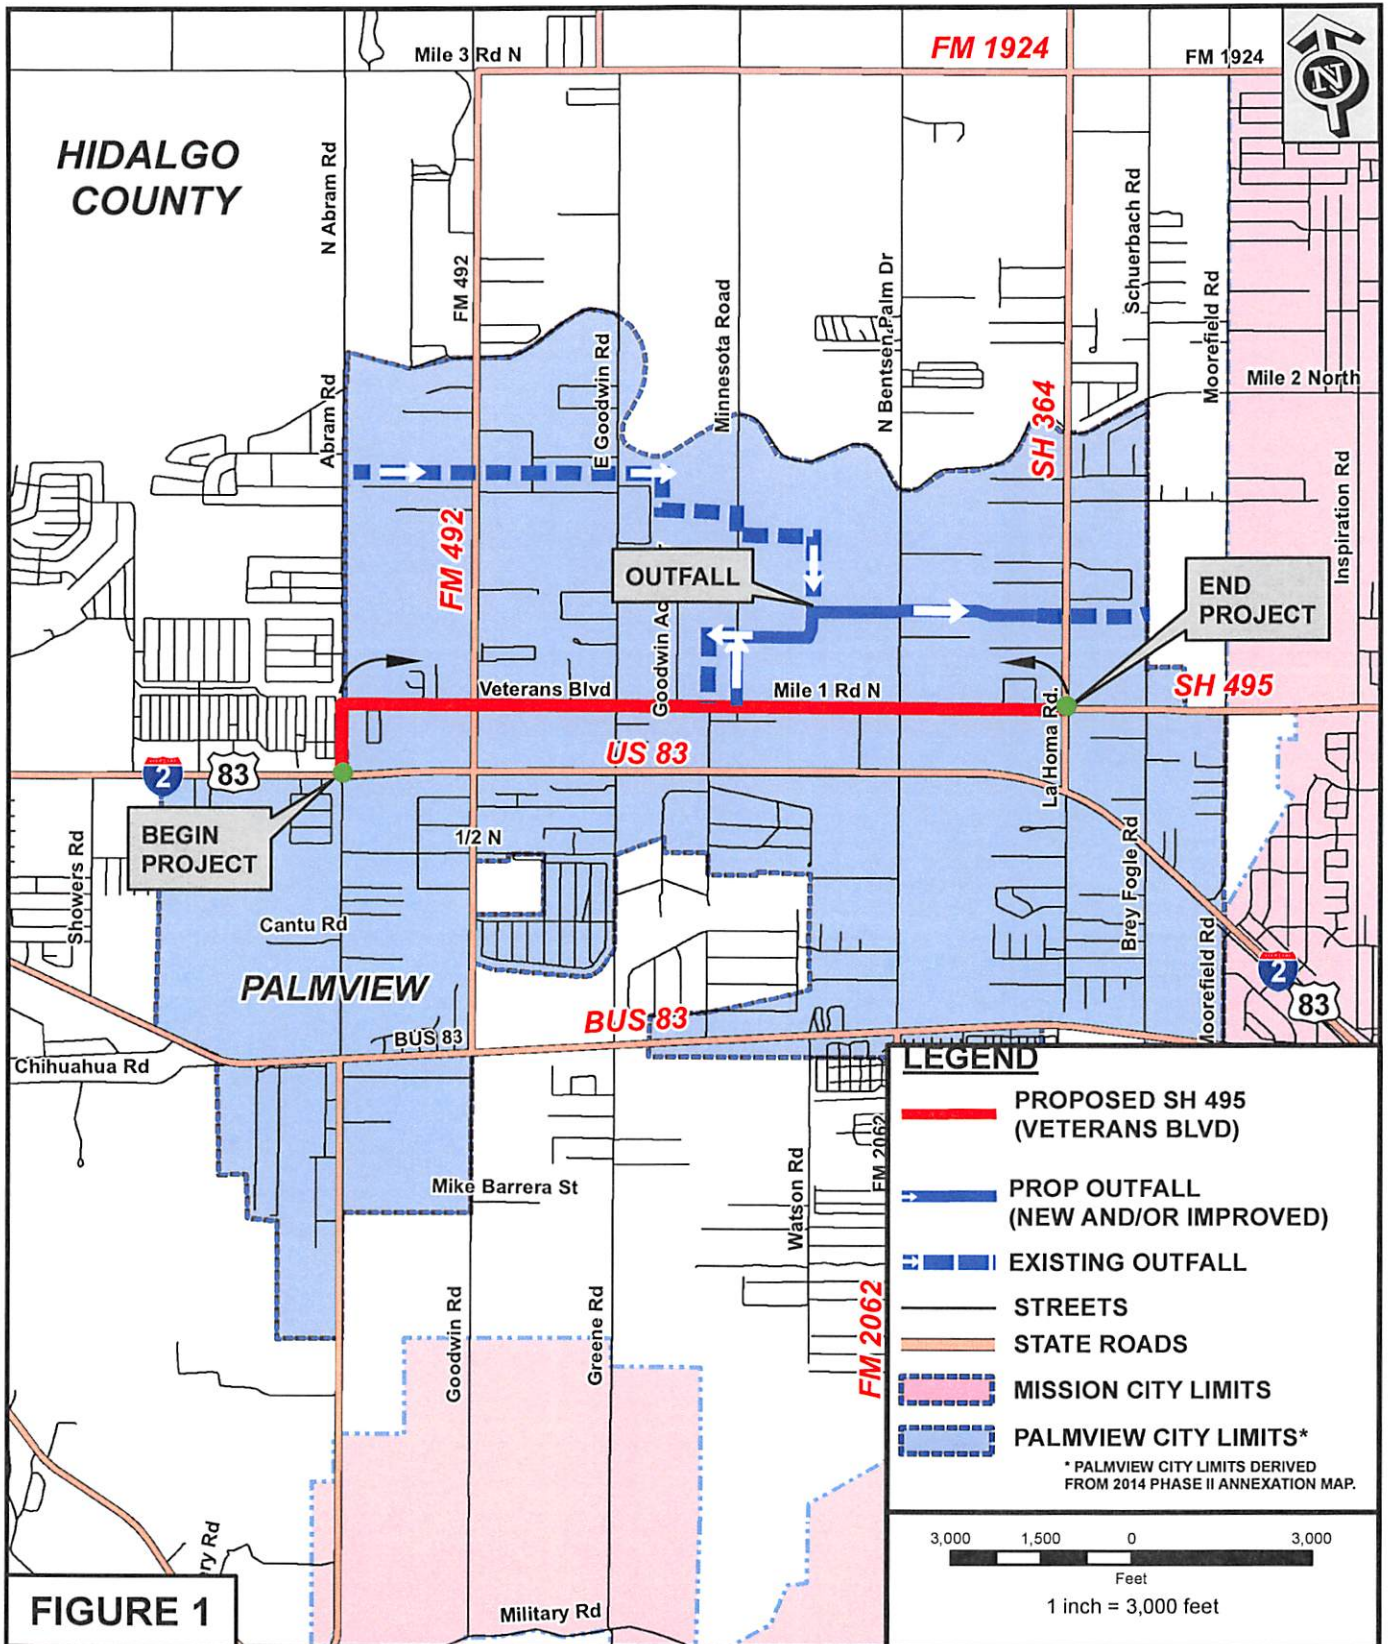 Mile 3 Rd N
FM 1924
FM 1924
N
HIDALGO
COUNTY
N Abram Rd
FM 492
Schuerbach Rd
Moorefield Rd
N Bentsen Palm Dr
Minnesota Road
E Goodwin Rd
Abram Rd
Mile 2 North
SH 364
Inspiration Rd
FM 492
OUTFALL
Goodwin Ac
END
PROJECT
Veterans Blvd
Mile 1 Rd N
SH 495
La Homa Rd.
US 83
2
83
BEGIN
PROJECT
1/2 N
Showers Rd
Cantu Rd
Brey Fogle Rd
Moorefield Rd
2
83
PALMVIEW
BUS 83
BUS 83
Chihuahua Rd
Mike Barrera St
Watson Rd
FM 2062
FM 2062
Goodwin Rd
Greene Rd
ry Rd
Military Rd
FIGURE 1
LEGEND
PROPOSED SH 495
(VETERANS BLVD)
PROP OUTFALL
(NEW AND/OR IMPROVED)
EXISTING OUTFALL
STREETS
STATE ROADS
MISSION CITY LIMITS
PALMVIEW CITY LIMITS*
* PALMVIEW CITY LIMITS DERIVED
FROM 2014 PHASE II ANNEXATION MAP.
3,000 1,500 0 3,000
Feet
1 inch = 3,000 feet